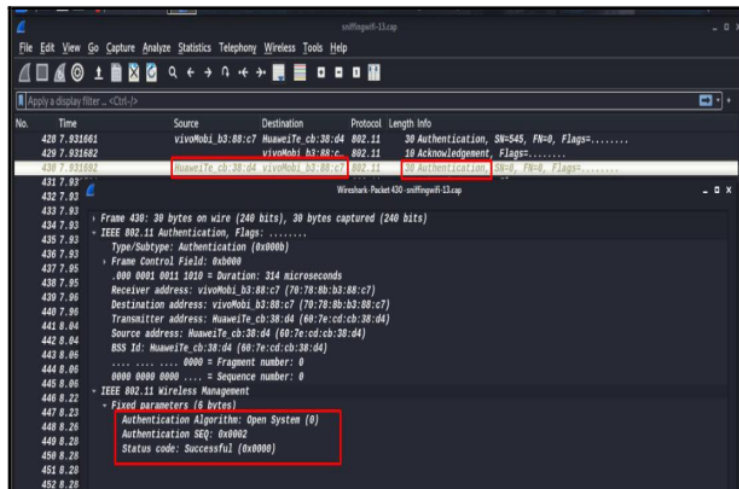 sniffingwifi-13.cap
File Edit View Go Capture Analyze Statistics Telephony Wireless Tools Help
Apply a display filter ... <Ctrl-/>
No. Time Source Destination Protocol Length Info
428 7.931661 vivoMobi_b3:88:c7 HuaweiTe_cb:38:d4 802.11 30 Authentication, SN=545, FN=0, Flags=........
429 7.931682 vivoMobi_b3:88:c… 802.11 10 Acknowledgement, Flags=........
430 7.931692 HuaweiTe_cb:38:d4 vivoMobi_b3:88:c7 802.11 30 Authentication, SN=0, FN=0, Flags=........
431 7.93
432 7.93
Wireshark·Packet 430·sniffingwifi-13.cap
433 7.93
434 7.93
435 7.93
436 7.93
437 7.95
438 7.95
439 7.96
440 7.96
441 8.04
442 8.04
443 8.06
444 8.06
445 8.06
446 8.22
447 8.23
448 8.26
449 8.28
450 8.28
451 8.28
452 8.28
Frame 430: 30 bytes on wire (240 bits), 30 bytes captured (240 bits)
IEEE 802.11 Authentication, Flags: ........
Type/Subtype: Authentication (0x000b)
Frame Control Field: 0xb000
.000 0001 0011 1010 = Duration: 314 microseconds
Receiver address: vivoMobi_b3:88:c7 (70:78:8b:b3:88:c7)
Destination address: vivoMobi_b3:88:c7 (70:78:8b:b3:88:c7)
Transmitter address: HuaweiTe_cb:38:d4 (60:7e:cd:cb:38:d4)
Source address: HuaweiTe_cb:38:d4 (60:7e:cd:cb:38:d4)
BSS Id: HuaweiTe_cb:38:d4 (60:7e:cd:cb:38:d4)
.... .... .... 0000 = Fragment number: 0
0000 0000 0000 .... = Sequence number: 0
IEEE 802.11 Wireless Management
Fixed parameters (6 bytes)
Authentication Algorithm: Open System (0)
Authentication SEQ: 0x0002
Status code: Successful (0x0000)